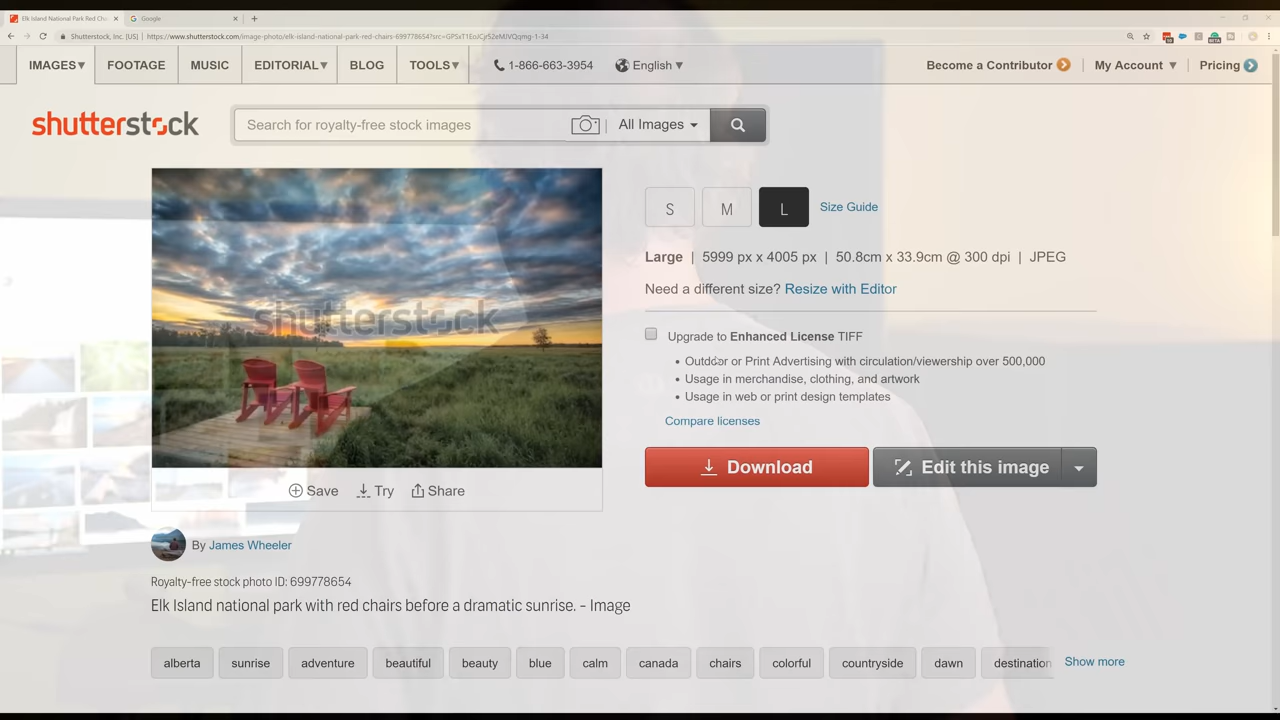 Elk Island National Park Red Ch
Google
Shutterstock, Inc. [US] | https://www.shutterstock.com/image-photo/elk-island-national-park-red-chairs-699778654?src=
IMAGES FOOTAGE MUSIC EDITORIAL BLOG TOOLS 1-866-663-3954 English Become a Contributor My Account Pricing
shutterstock
Search for royalty-free stock images All Images
S M L Size Guide
Large | 5999 px x 4005 px | 50.8cm x 33.9cm @ 300 dpi | JPEG
Need a different size? Resize with Editor
shutterstock
Upgrade to Enhanced License TIFF
• Outdoor or Print Advertising with circulation/viewership over 500,000
• Usage in merchandise, clothing, and artwork
• Usage in web or print design templates
Compare licenses
Download Edit this image
Save Try Share
By James Wheeler
Royalty-free stock photo ID: 699778654
Elk Island national park with red chairs before a dramatic sunrise. - Image
alberta sunrise adventure beautiful beauty blue calm canada chairs colorful countryside dawn destination Show more